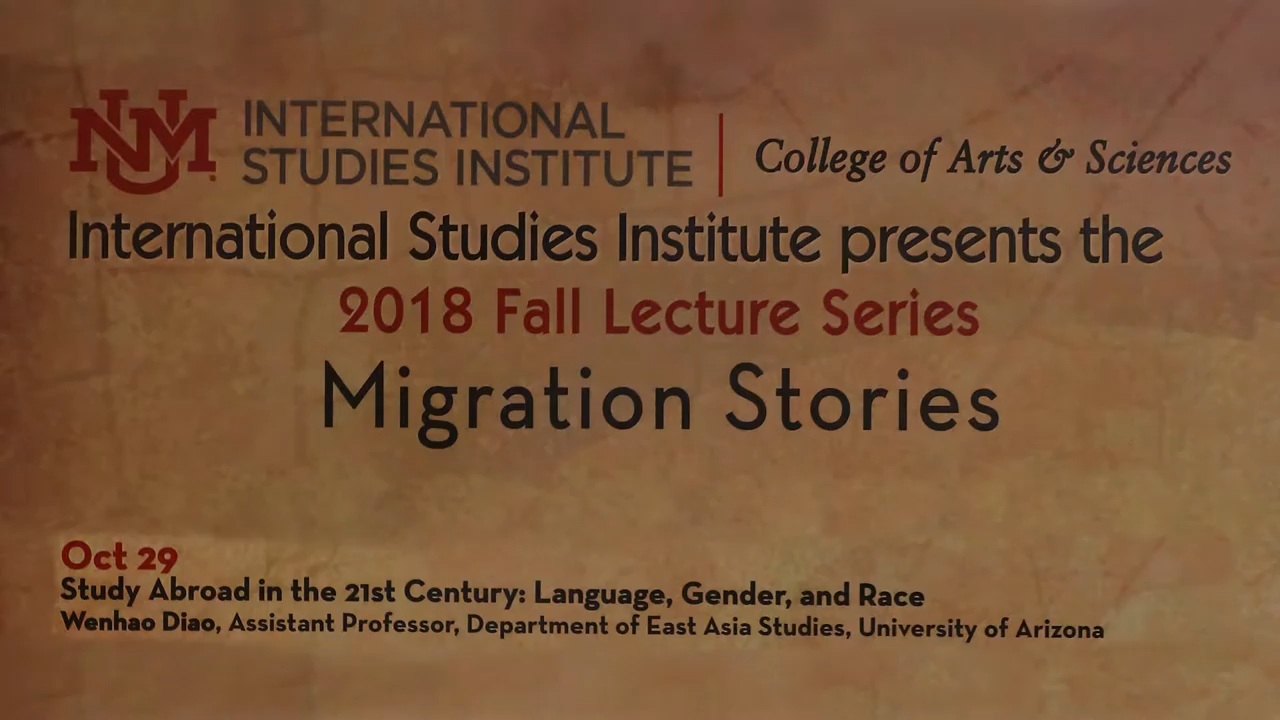 UNM INTERNATIONAL
STUDIES INSTITUTE
College of Arts & Sciences
International Studies Institute presents the
2018 Fall Lecture Series
Migration Stories
Oct 29
Study Abroad in the 21st Century: Language, Gender, and Race
Wenhao Diao, Assistant Professor, Department of East Asia Studies, University of Arizona